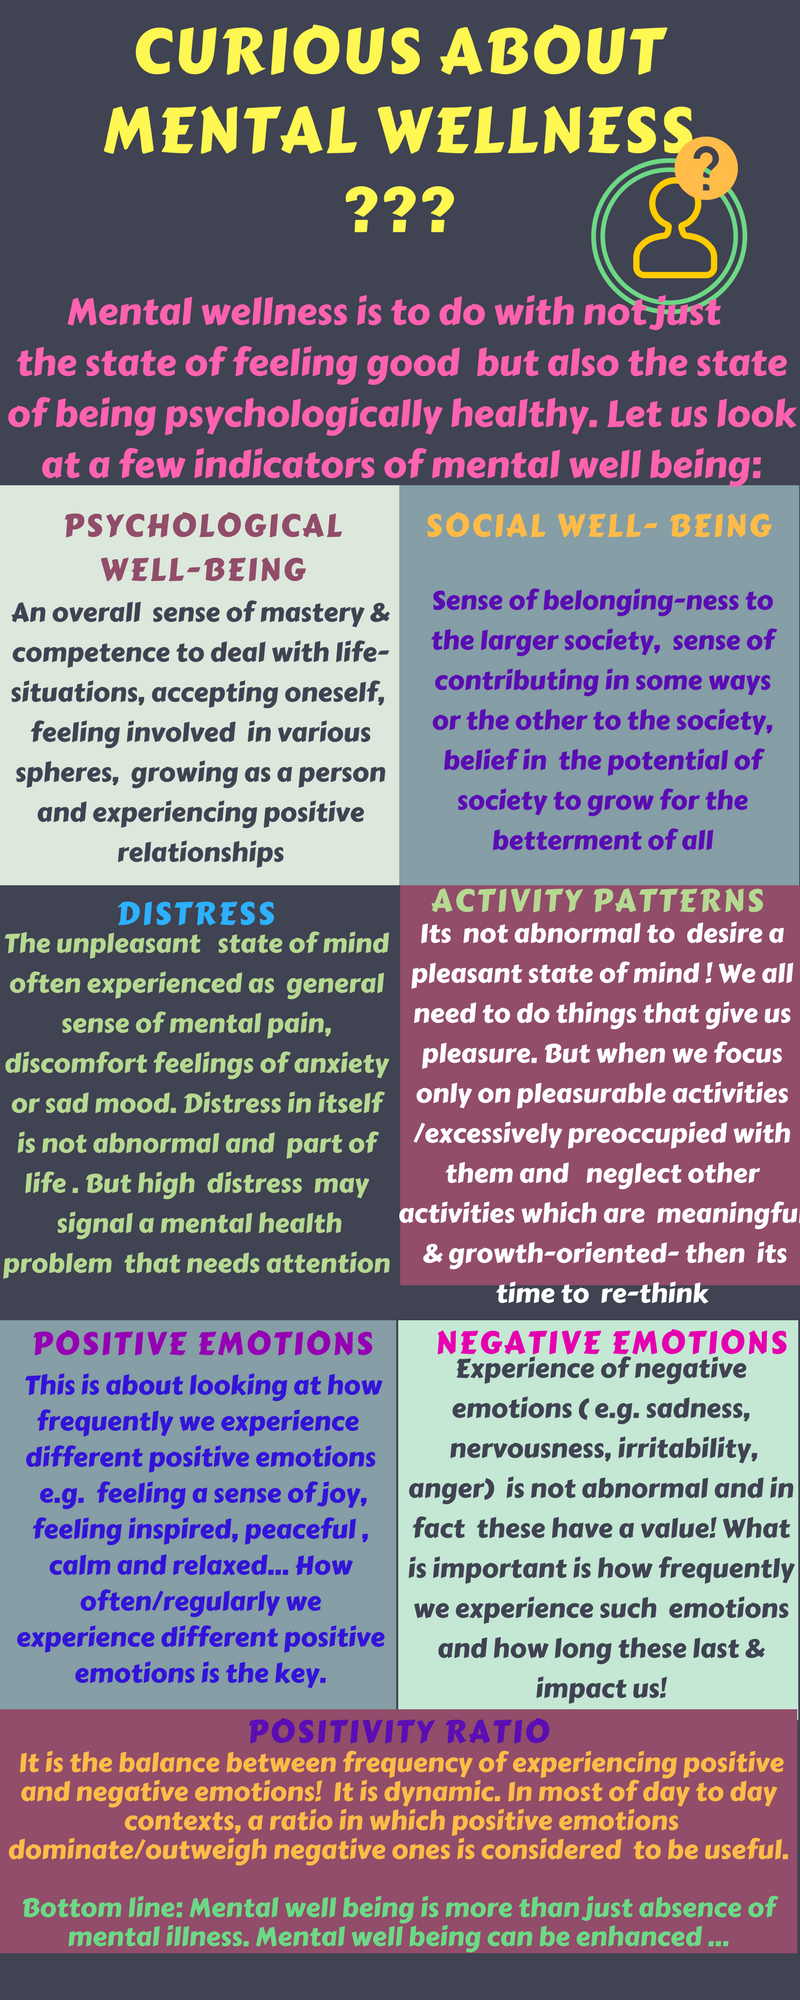 CURIOUS ABOUT
MENTAL WELLNESS
???
?
Mental wellness is to do with not just
the state of feeling good but also the state
of being psychologically healthy. Let us look
at a few indicators of mental well being:
PSYCHOLOGICAL
WELL-BEING
An overall sense of mastery &
competence to deal with life-
situations, accepting oneself,
feeling involved in various
spheres, growing as a person
and experiencing positive
relationships
SOCIAL WELL- BEING
Sense of belonging-ness to
the larger society, sense of
contributing in some ways
or the other to the society,
belief in the potential of
society to grow for the
betterment of all
DISTRESS
The unpleasant state of mind
often experienced as general
sense of mental pain,
discomfort feelings of anxiety
or sad mood. Distress in itself
is not abnormal and part of
life . But high distress may
signal a mental health
problem that needs attention
ACTIVITY PATTERNS
Its not abnormal to desire a
pleasant state of mind ! We all
need to do things that give us
pleasure. But when we focus
only on pleasurable activities
/excessively preoccupied with
them and neglect other
activities which are meaningful
& growth-oriented- then its
time to re-think
POSITIVE EMOTIONS
This is about looking at how
frequently we experience
different positive emotions
e.g. feeling a sense of joy,
feeling inspired, peaceful ,
calm and relaxed... How
often/regularly we
experience different positive
emotions is the key.
NEGATIVE EMOTIONS
Experience of negative
emotions ( e.g. sadness,
nervousness, irritability,
anger) is not abnormal and in
fact these have a value! What
is important is how frequently
we experience such emotions
and how long these last &
impact us!
POSITIVITY RATIO
It is the balance between frequency of experiencing positive
and negative emotions! It is dynamic. In most of day to day
contexts, a ratio in which positive emotions
dominate/outweigh negative ones is considered to be useful.
Bottom line: Mental well being is more than just absence of
mental illness. Mental well being can be enhanced ...